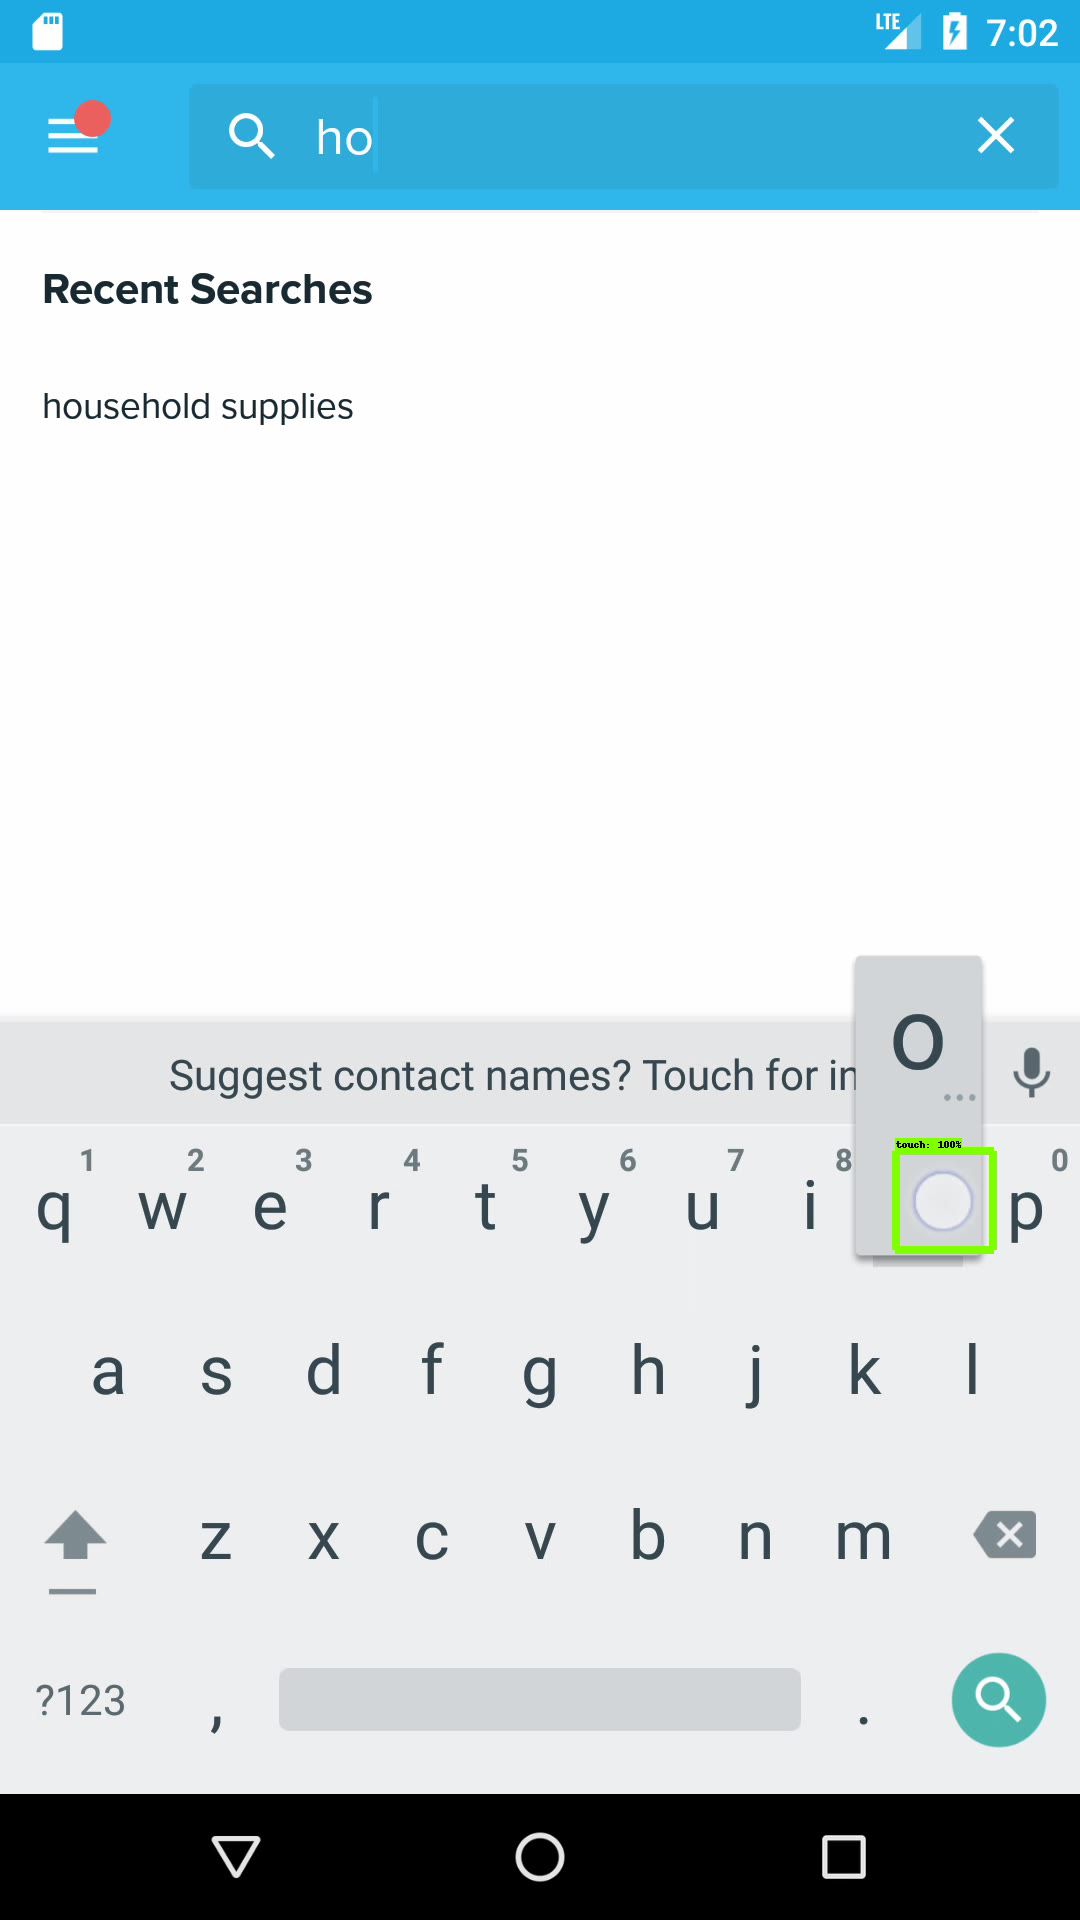 LTE 7:02
ho
Recent Searches
household supplies
o
Suggest contact names? Touch for in
...
touch: 100%
1 2 3 4 5 6 7 8 0
q w e r t y u i p
a s d f g h j k l
z x c v b n m
?123 , .